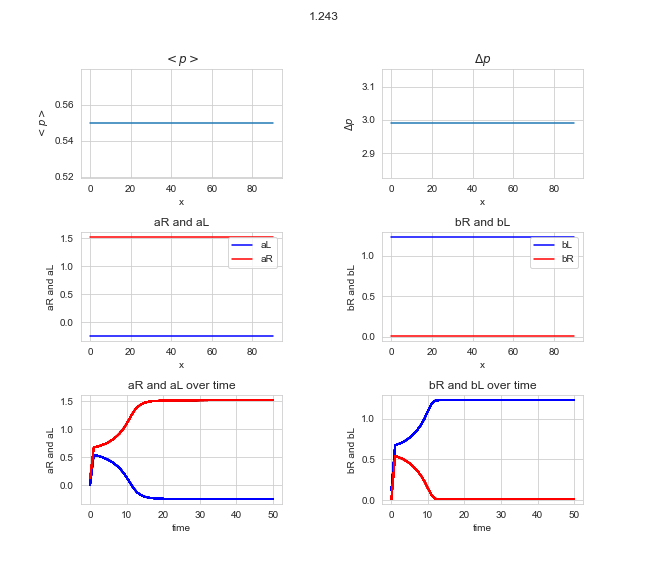 1.243
< p >
Δp
< p >
0.56
0.54
0.52
0 20 40 60 80
x
Δp
3.1
3.0
2.9
0 20 40 60 80
x
aR and aL
bR and bL
aR and aL
1.5
1.0
0.5
0.0
aL
aR
0 20 40 60 80
x
bR and bL
1.0
0.5
0.0
bL
bR
0 20 40 60 80
x
aR and aL over time
bR and bL over time
aR and aL
1.5
1.0
0.5
0.0
0 10 20 30 40 50
time
bR and bL
1.0
0.5
0.0
0 10 20 30 40 50
time